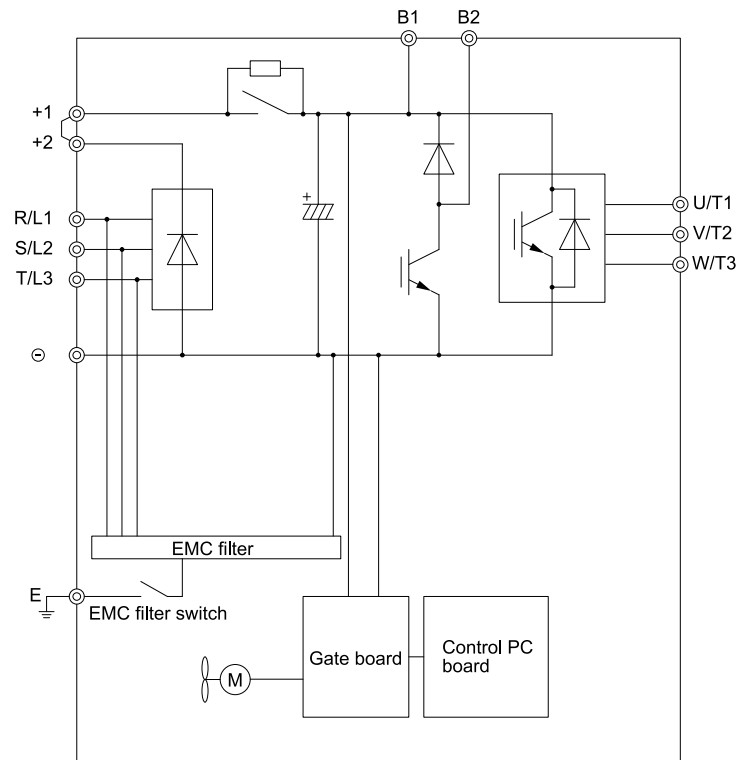 B1 B2
+1
+2
+
R/L1
U/T1
S/L2
V/T2
T/L3
W/T3
⊖
EMC filter
E
EMC filter switch
Gate board
Control PC
board
M